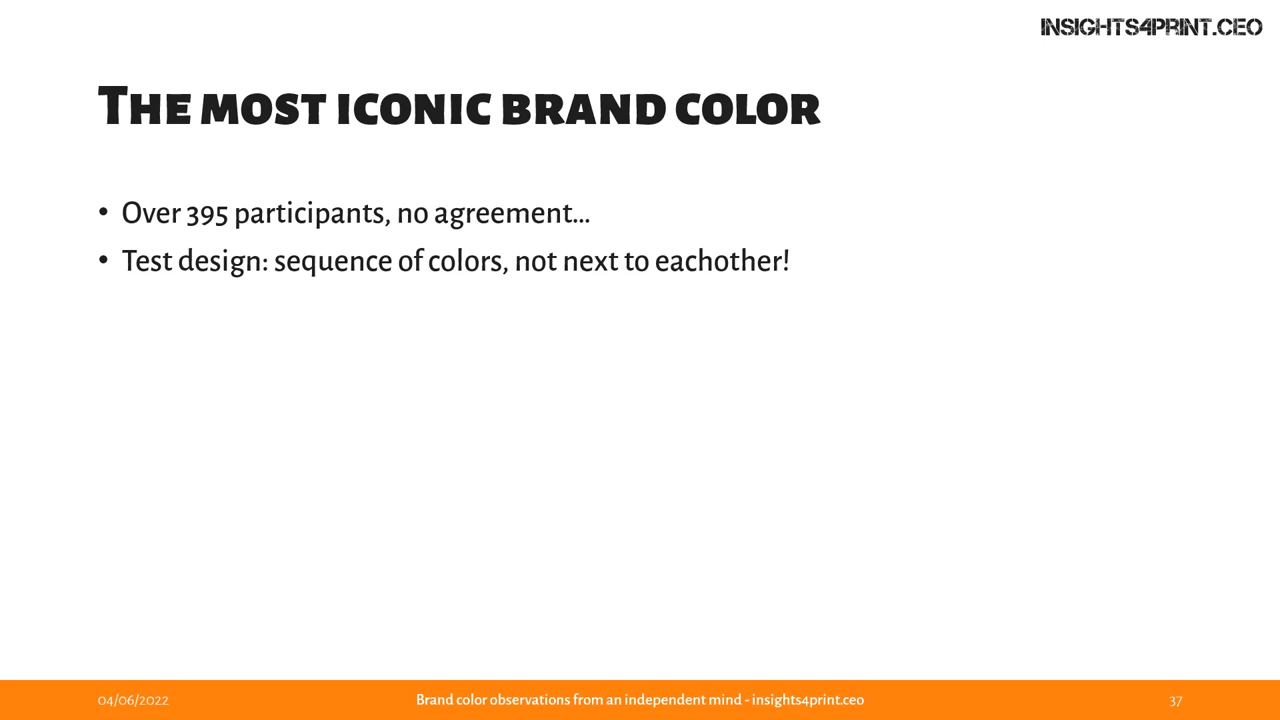 INSIGHTS4PRINT.CEO
The most iconic brand color
• Over 395 participants, no agreement...
• Test design: sequence of colors, not next to eachother!
04/06/2022
Brand color observations from an independent mind - insights4print.ceo
37